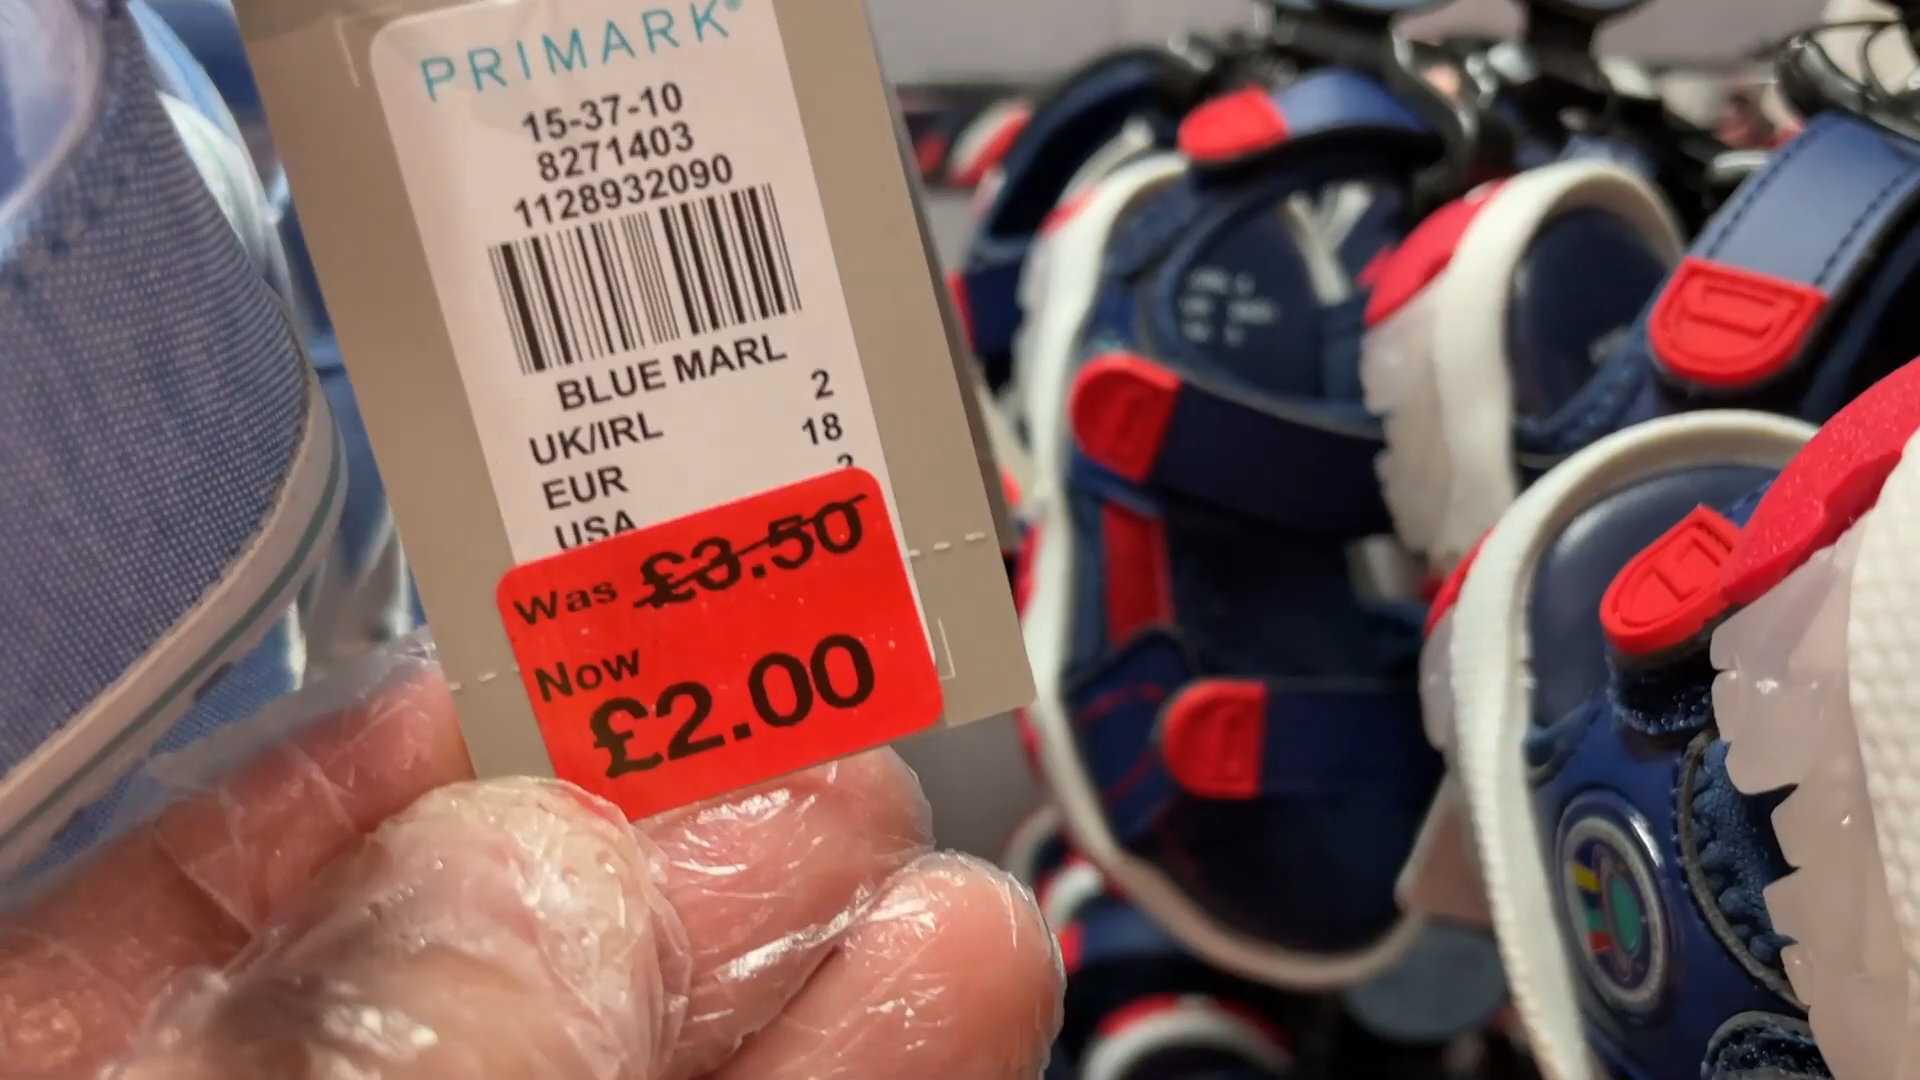 PRIMARK®
15-37-10
8271403
1128932090
BLUE MARL
UK/IRL 2
EUR 18
USA
Was £3.50
Now
£2.00